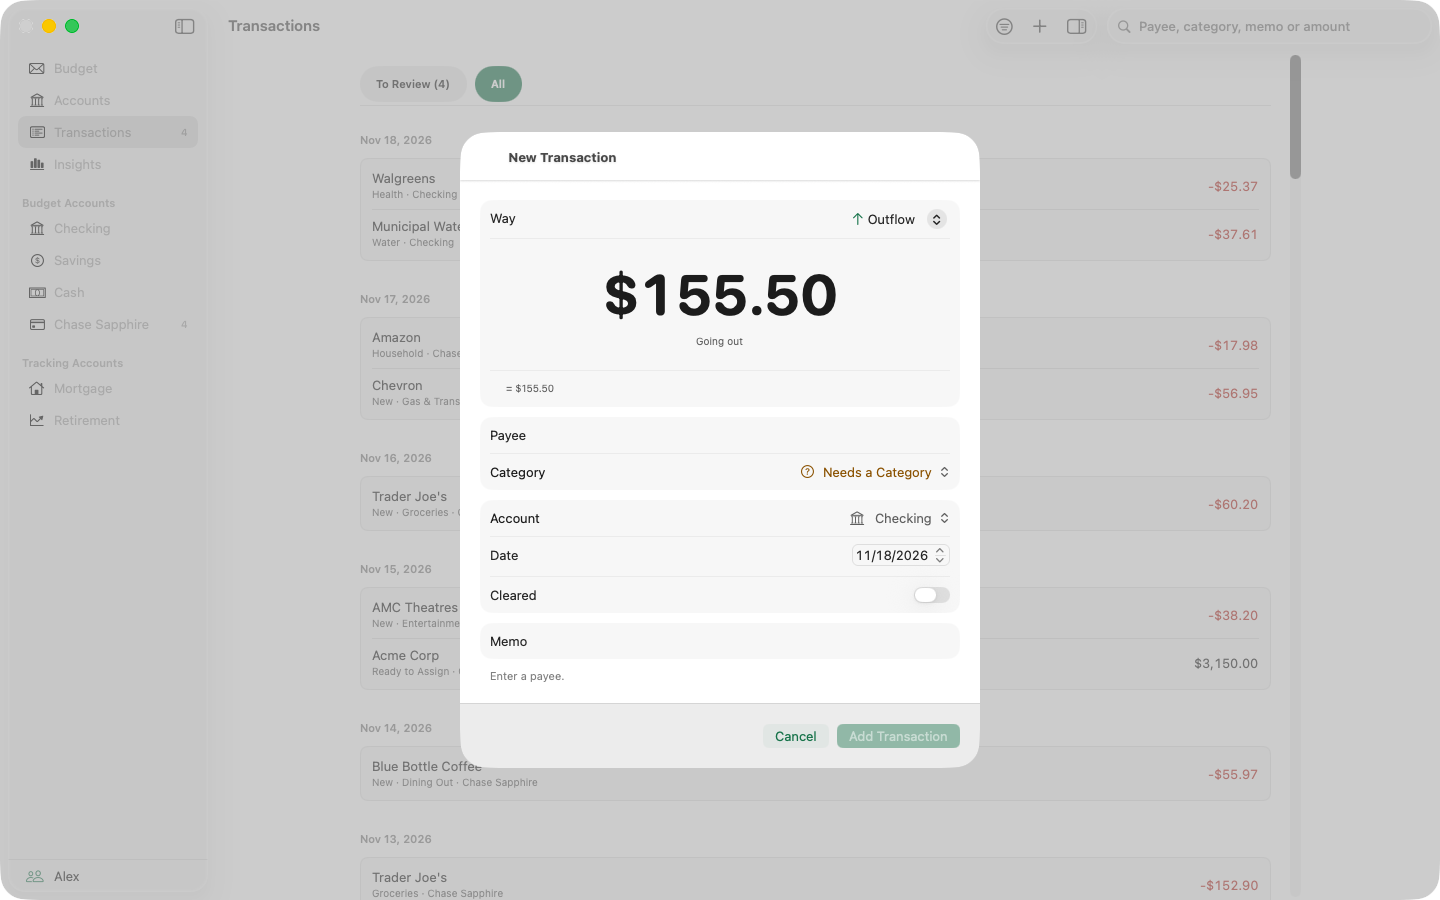 Transactions
Payee, category, memo or amount
Budget
Accounts
Transactions 4
Insights
Budget Accounts
Checking
Savings
Cash
Chase Sapphire 4
Tracking Accounts
Mortgage
Retirement
Alex
To Review (4)
All
Nov 18, 2026
Walgreens
Health · Checking
-$25.37
Municipal Wate
Water · Checking
-$37.61
Nov 17, 2026
Amazon
Household · Chase
-$17.98
Chevron
New · Gas & Trans
-$56.95
Nov 16, 2026
Trader Joe's
New · Groceries ·
-$60.20
Nov 15, 2026
AMC Theatres
New · Entertainme
-$38.20
Acme Corp
Ready to Assign ·
$3,150.00
Nov 14, 2026
Blue Bottle Coffee
New · Dining Out · Chase Sapphire
-$55.97
Nov 13, 2026
Trader Joe's
Groceries · Chase Sapphire
-$152.90
New Transaction
Way
Outflow
$155.50
Going out
= $155.50
Payee
Category
Needs a Category
Account
Checking
Date
11/18/2026
Cleared
Memo
Enter a payee.
Cancel
Add Transaction